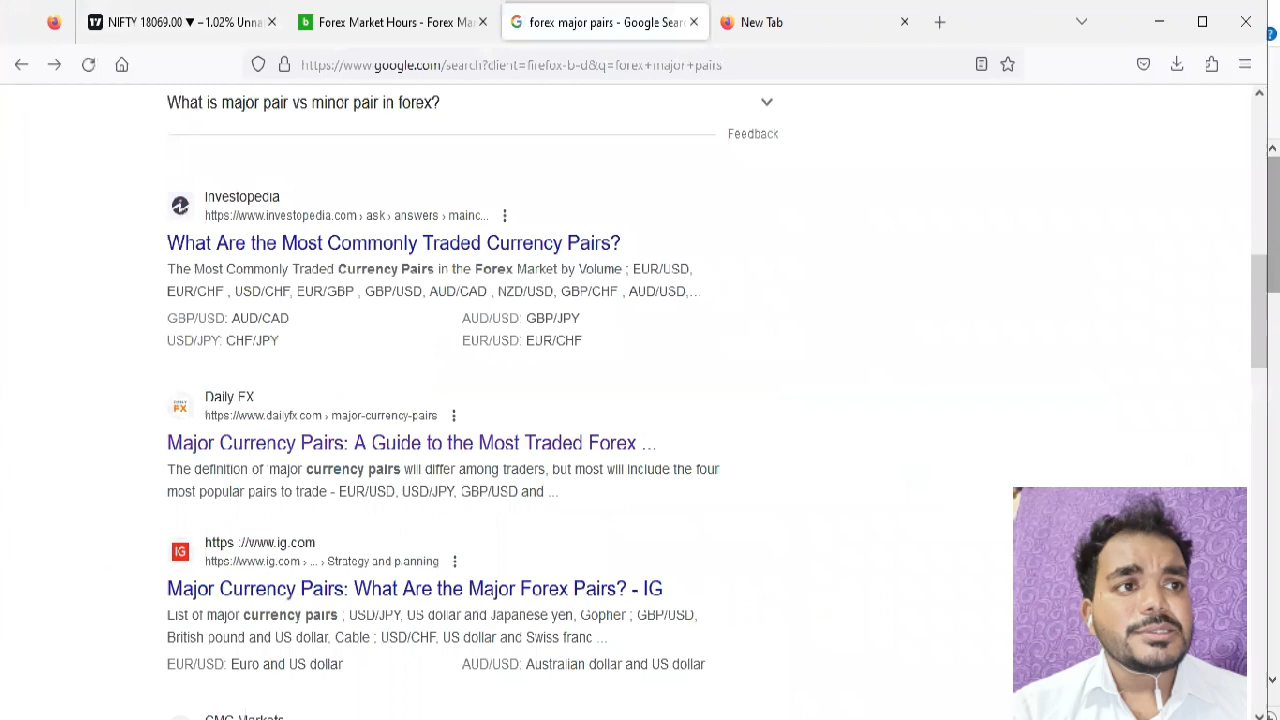 NIFTY 18069.00 ▼ −1.02% Unna
Forex Market Hours - Forex Mar
forex major pairs - Google Searc
New Tab
https://www.google.com/search?client=firefox-b-d&q=forex+major+pairs
What is major pair vs minor pair in forex?
Feedback
Investopedia
https://www.investopedia.com › ask › answers › mainc...
What Are the Most Commonly Traded Currency Pairs?
The Most Commonly Traded Currency Pairs in the Forex Market by Volume ; EUR/USD,
EUR/CHF , USD/CHF, EUR/GBP , GBP/USD, AUD/CAD , NZD/USD, GBP/CHF , AUD/USD,...
GBP/USD: AUD/CAD AUD/USD: GBP/JPY
USD/JPY: CHF/JPY EUR/USD: EUR/CHF
Daily FX
https://www.dailyfx.com › major-currency-pairs
Major Currency Pairs: A Guide to the Most Traded Forex ...
The definition of major currency pairs will differ among traders, but most will include the four
most popular pairs to trade - EUR/USD, USD/JPY, GBP/USD and ...
IG
https ://www.ig.com
https://www.ig.com › ... › Strategy and planning
Major Currency Pairs: What Are the Major Forex Pairs? - IG
List of major currency pairs ; USD/JPY, US dollar and Japanese yen, Gopher ; GBP/USD,
British pound and US dollar, Cable ; USD/CHF, US dollar and Swiss franc ...
EUR/USD: Euro and US dollar AUD/USD: Australian dollar and US dollar
CMC Markets